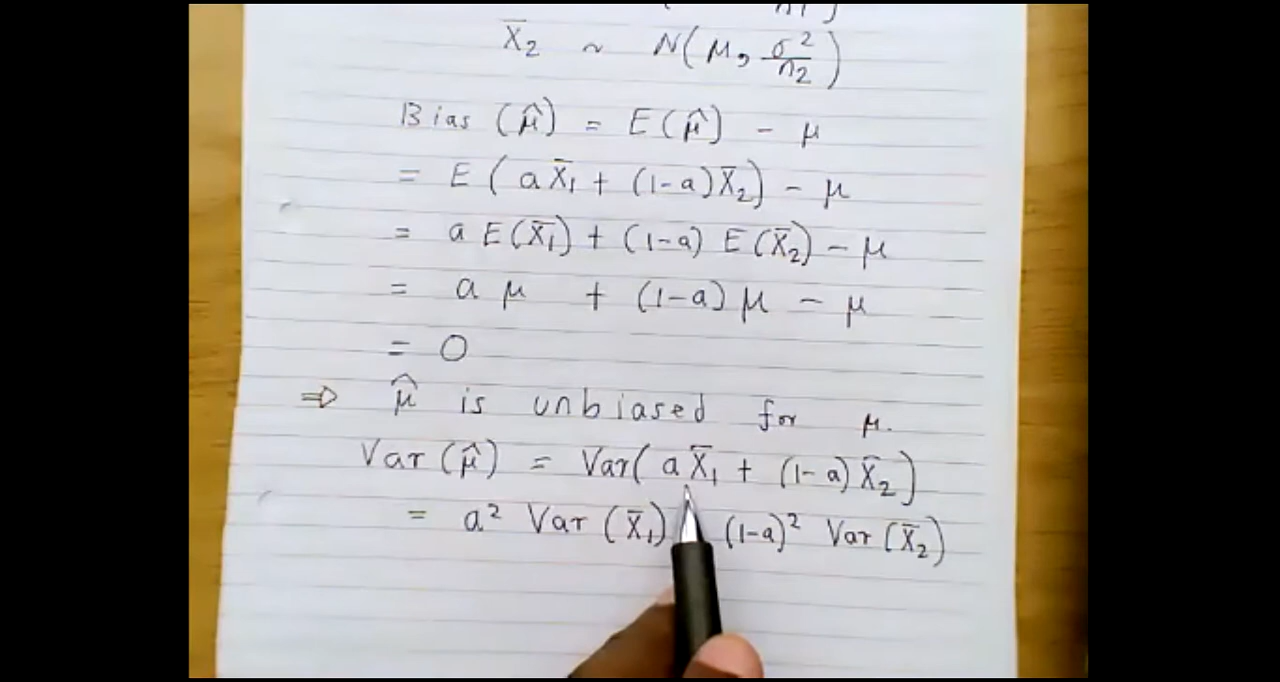 n1)
X̄2 ~ N(μ, σ²/n2)
Bias (μ̂) = E(μ̂) - μ
= E(aX̄1 + (1-a)X̄2) - μ
= a E(X̄1) + (1-a) E(X̄2) - μ
= a μ + (1-a) μ - μ
= 0
⇒ μ̂ is unbiased for μ.
Var(μ̂) = Var(aX̄1 + (1-a)X̄2)
= a² Var(X̄1) (1-a)² Var(X̄2)